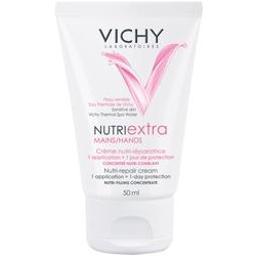 VICHY
LABORATOIRES
Peau sensible
Eau Thermale de Vichy
Sensitive skin
Vichy Thermal Spa Water
NUTRIextra
MAINS/HANDS
Crème nutri-réparatrice
1 application = 1 jour de protection
CONCENTRÉ NUTRI-COMBLANT
Nutri-repair cream
1 application = 1-day protection
NUTRI-FILLING CONCENTRATE
50 ml